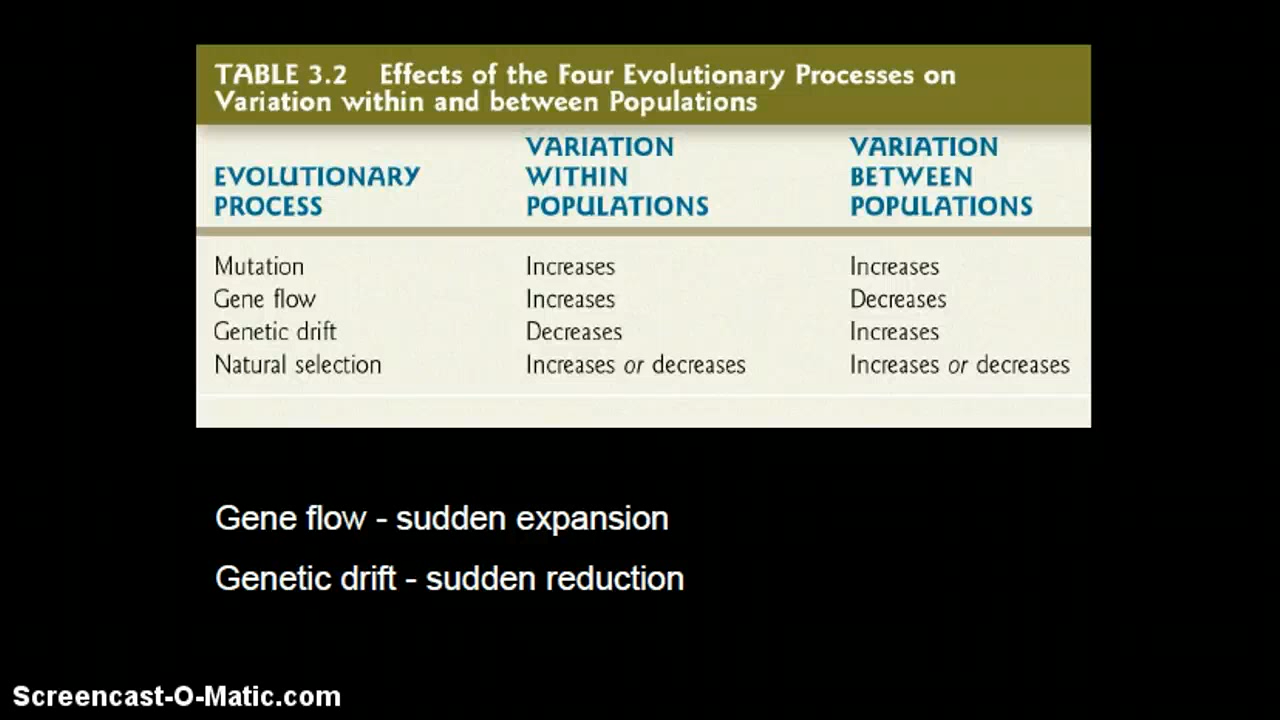 TABLE 3.2 Effects of the Four Evolutionary Processes on
Variation within and between Populations
EVOLUTIONARY PROCESS VARIATION WITHIN POPULATIONS VARIATION BETWEEN POPULATIONS
Mutation Increases Increases
Gene flow Increases Decreases
Genetic drift Decreases Increases
Natural selection Increases or decreases Increases or decreases
Gene flow - sudden expansion
Genetic drift - sudden reduction
Screencast-O-Matic.com